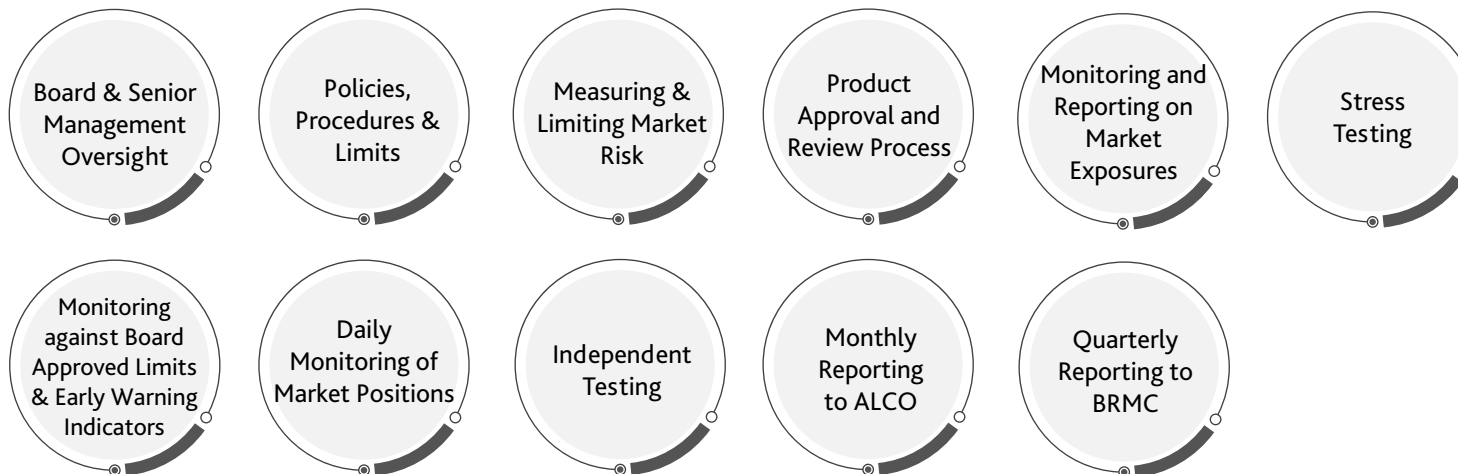 Board & Senior
Management
Oversight
Policies,
Procedures &
Limits
Measuring &
Limiting Market
Risk
Product
Approval and
Review Process
Monitoring and
Reporting on
Market
Exposures
Stress
Testing
Monitoring
against Board
Approved Limits
& Early Warning
Indicators
Daily
Monitoring of
Market Positions
Independent
Testing
Monthly
Reporting
to ALCO
Quarterly
Reporting to
BRMC